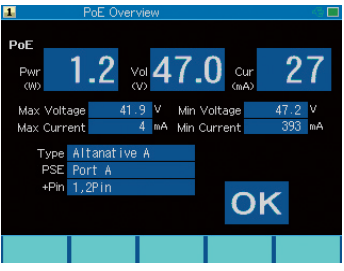 1 PoE Overview
PoE
Pwr (W) 1.2 Vol (V) 47.0 Cur (mA) 27
Max Voltage 41.9 V Min Voltage 47.2 V
Max Current 4 mA Min Current 393 mA
Type Altanative A
PSE Port A
+Pin 1,2Pin
OK